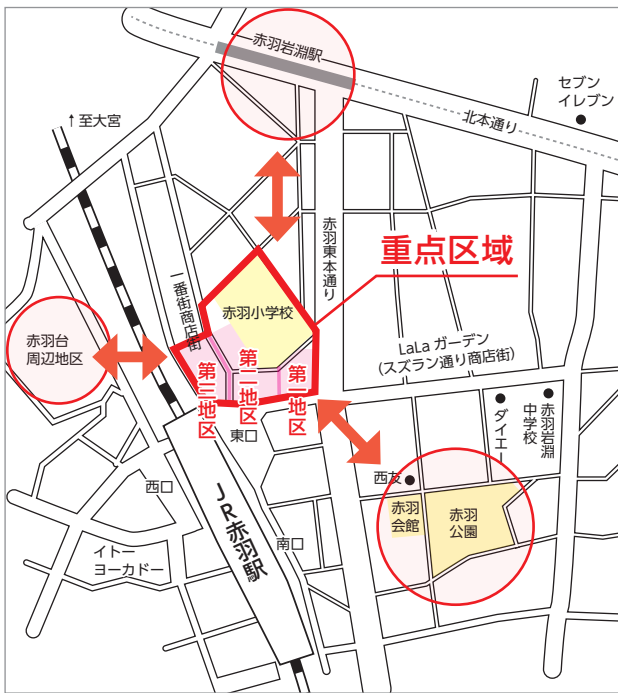 赤羽岩淵駅
セブン
イレブン
北本通り
↑至大宮
赤羽東本通り
重点区域
一番街商店街
赤羽小学校
赤羽台
周辺地区
LaLa ガーデン
(スズラン通り商店街)
第三地区
第二地区
第一地区
東口
ダイエー
赤羽岩淵
中学校
西友
西口
赤羽
会館
赤羽
公園
JR赤羽駅
南口
イトー
ヨーカドー